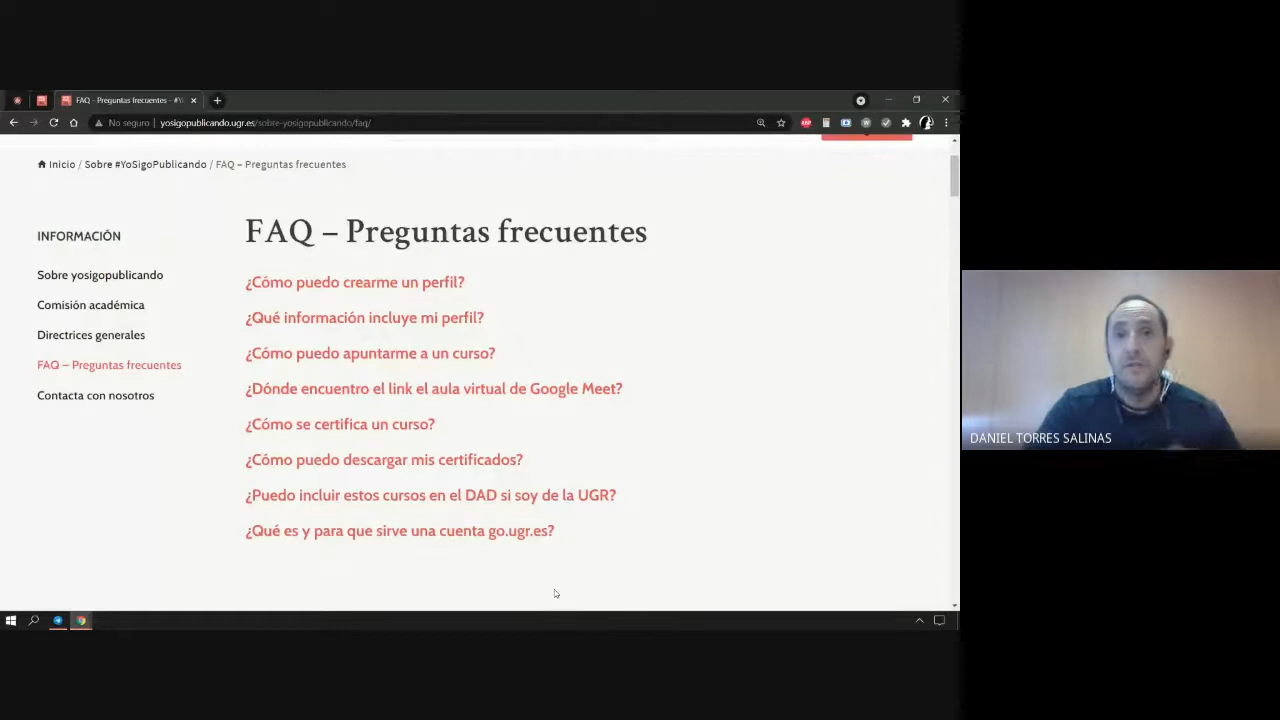 FAQ - Preguntas frecuentes - #Y
No seguro | yosigopublicando.ugr.es/sobre-yosigopublicando/faq/
Inicio / Sobre #YoSigoPublicando / FAQ – Preguntas frecuentes
INFORMACIÓN
Sobre yosigopublicando
Comisión académica
Directrices generales
FAQ – Preguntas frecuentes
Contacta con nosotros
FAQ – Preguntas frecuentes
¿Cómo puedo crearme un perfil?
¿Qué información incluye mi perfil?
¿Cómo puedo apuntarme a un curso?
¿Dónde encuentro el link el aula virtual de Google Meet?
¿Cómo se certifica un curso?
¿Cómo puedo descargar mis certificados?
¿Puedo incluir estos cursos en el DAD si soy de la UGR?
¿Qué es y para que sirve una cuenta go.ugr.es?
DANIEL TORRES SALINAS